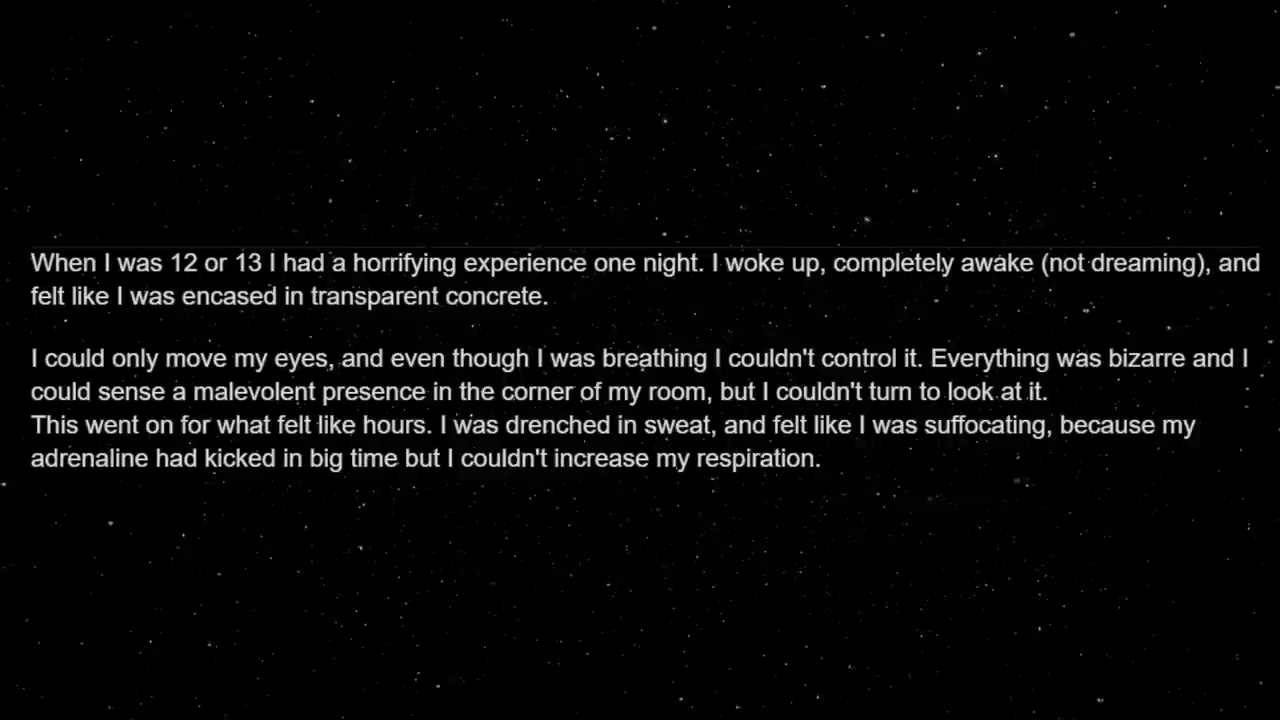 When I was 12 or 13 I had a horrifying experience one night. I woke up, completely awake (not dreaming), and
felt like I was encased in transparent concrete.
I could only move my eyes, and even though I was breathing I couldn't control it. Everything was bizarre and I
could sense a malevolent presence in the corner of my room, but I couldn't turn to look at it.
This went on for what felt like hours. I was drenched in sweat, and felt like I was suffocating, because my
adrenaline had kicked in big time but I couldn't increase my respiration.